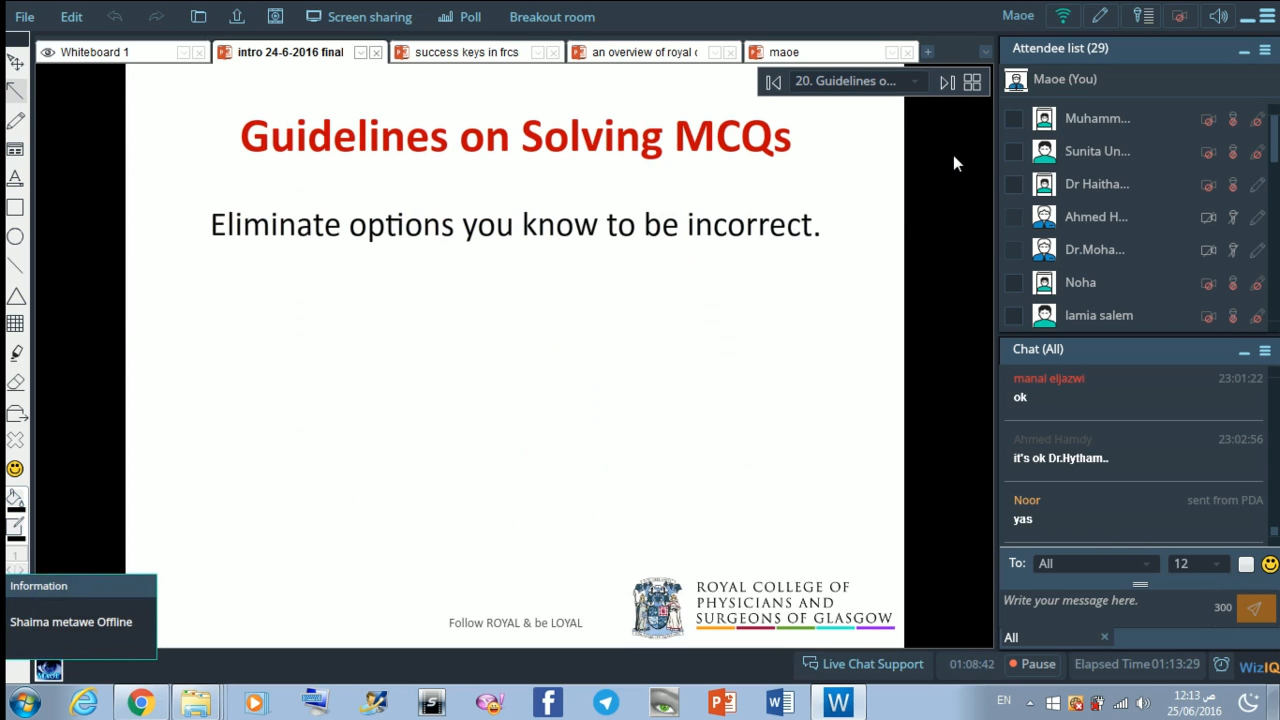 File Edit Screen sharing Poll Breakout room Maoe
Whiteboard 1 intro 24-6-2016 final success keys in frcs an overview of royal c maoe
20. Guidelines o...
Guidelines on Solving MCQs
Eliminate options you know to be incorrect.
Follow ROYAL & be LOYAL
ROYAL COLLEGE OF
PHYSICIANS AND
SURGEONS OF GLASGOW
Attendee list (29)
Maoe (You)
Muhamm...
Sunita Un...
Dr Haitha...
Ahmed H...
Dr.Moha...
Noha
lamia salem
Chat (All)
manal eljazwi 23:01:22
ok
Ahmed Hamdy 23:02:56
it's ok Dr.Hytham..
Noor sent from PDA
yas
To: All 12
Write your message here. 300
All
1
Information
Shaima metawe Offline
MAOE
Live Chat Support 01:08:42 Pause Elapsed Time 01:13:29 WizIQ
EN 12:13 ص
25/06/2016